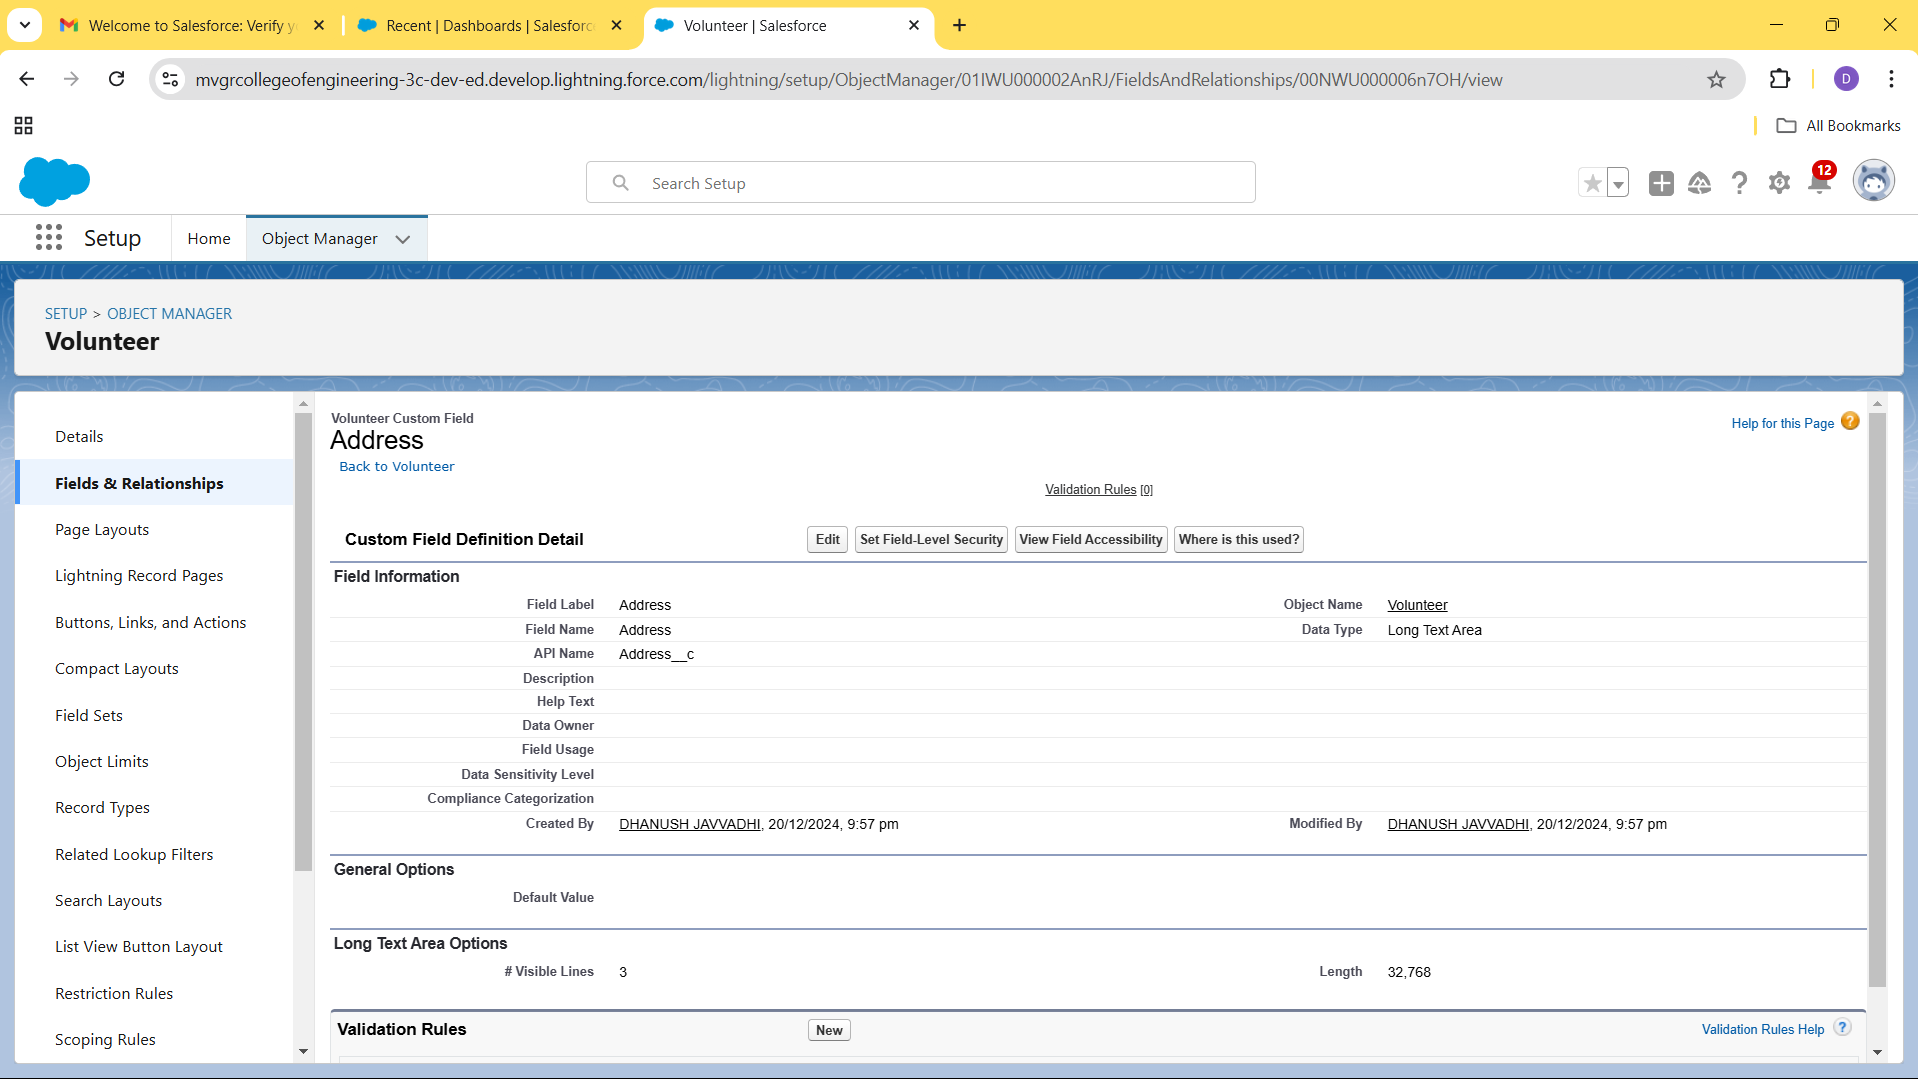 Welcome to Salesforce: Verify y
Recent | Dashboards | Salesforc
Volunteer | Salesforce
mvgrcollegeofengineering-3c-dev-ed.develop.lightning.force.com/lightning/setup/ObjectManager/01IWU000002AnRJ/FieldsAndRelationships/00NWU000006n7OH/view
D
All Bookmarks
Search Setup
12
Setup
Home
Object Manager
SETUP > OBJECT MANAGER
Volunteer
Details
Fields & Relationships
Page Layouts
Lightning Record Pages
Buttons, Links, and Actions
Compact Layouts
Field Sets
Object Limits
Record Types
Related Lookup Filters
Search Layouts
List View Button Layout
Restriction Rules
Scoping Rules
Volunteer Custom Field
Address
Back to Volunteer
Help for this Page ?
Validation Rules [0]
Custom Field Definition Detail Edit Set Field-Level Security View Field Accessibility Where is this used?
Field Information
Field Label Address Object Name Volunteer
Field Name Address Data Type Long Text Area
API Name Address__c
Description
Help Text
Data Owner
Field Usage
Data Sensitivity Level
Compliance Categorization
Created By DHANUSH JAVVADHI, 20/12/2024, 9:57 pm Modified By DHANUSH JAVVADHI, 20/12/2024, 9:57 pm
General Options
Default Value
Long Text Area Options
# Visible Lines 3 Length 32,768
Validation Rules New Validation Rules Help ?